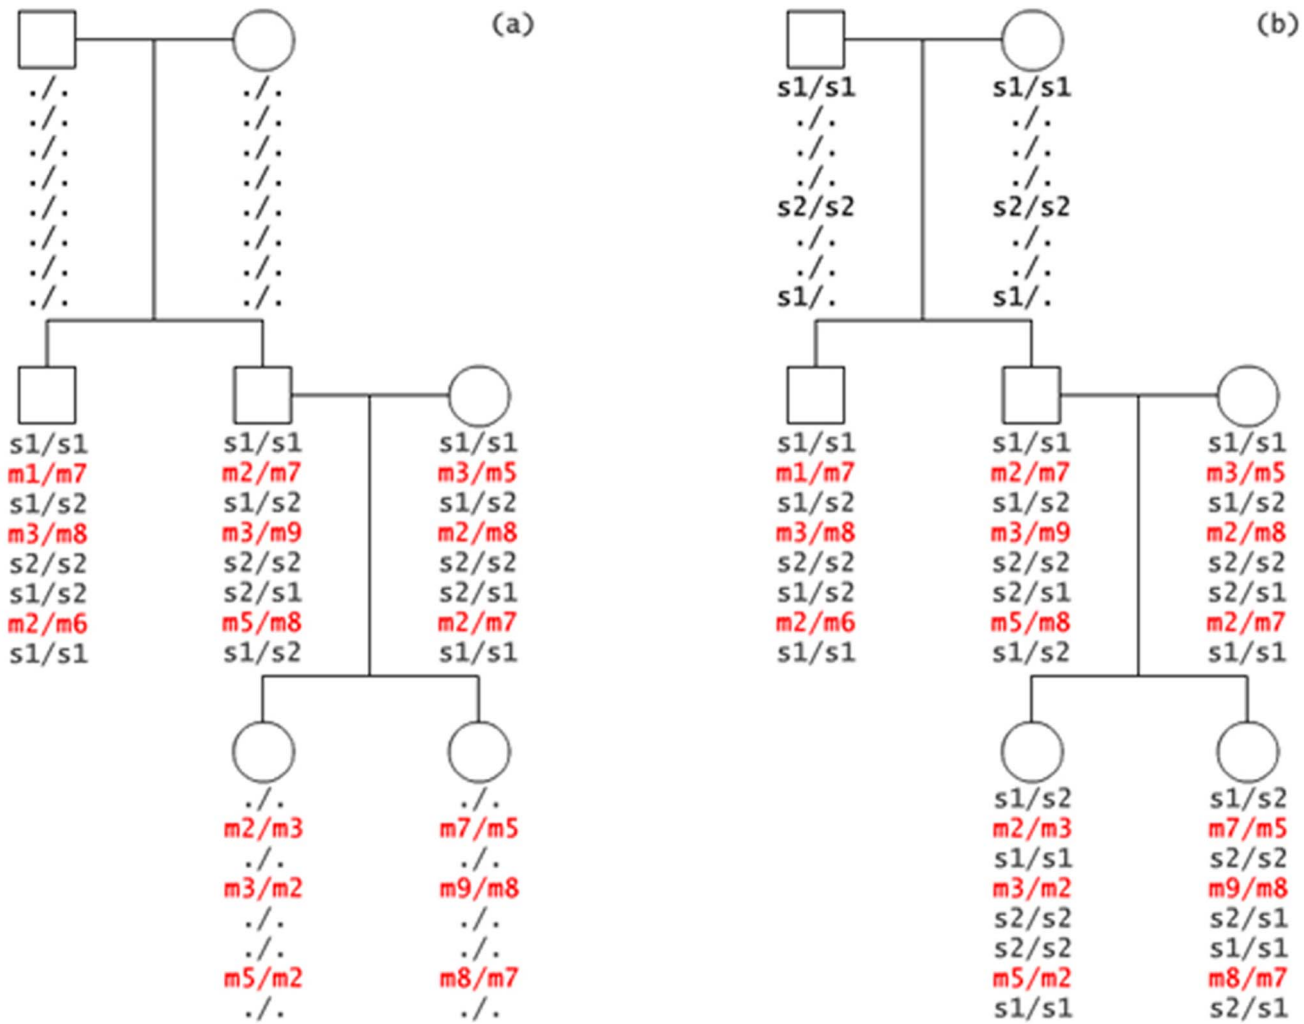 (a)
./. ./.
./. ./.
./. ./.
./. ./.
./. ./.
./. ./.
./. ./.
./. ./.
s1/s1 s1/s1 s1/s1
m1/m7 m2/m7 m3/m5
s1/s2 s1/s2 s1/s2
m3/m8 m3/m9 m2/m8
s2/s2 s2/s2 s2/s2
s1/s2 s2/s1 s2/s1
m2/m6 m5/m8 m2/m7
s1/s1 s1/s2 s1/s1
./. ./.
m2/m3 m7/m5
./. ./.
m3/m2 m9/m8
./. ./.
./. ./.
m5/m2 m8/m7
./. ./.
(b)
s1/s1 s1/s1
./. ./.
./. ./.
./. ./.
s2/s2 s2/s2
./. ./.
./. ./.
s1/. s1/.
s1/s1 s1/s1 s1/s1
m1/m7 m2/m7 m3/m5
s1/s2 s1/s2 s1/s2
m3/m8 m3/m9 m2/m8
s2/s2 s2/s2 s2/s2
s1/s2 s2/s1 s2/s1
m2/m6 m5/m8 m2/m7
s1/s1 s1/s2 s1/s1
s1/s2 s1/s2
m2/m3 m7/m5
s1/s1 s2/s2
m3/m2 m9/m8
s2/s2 s2/s1
s2/s2 s1/s1
m5/m2 m8/m7
s1/s1 s2/s1